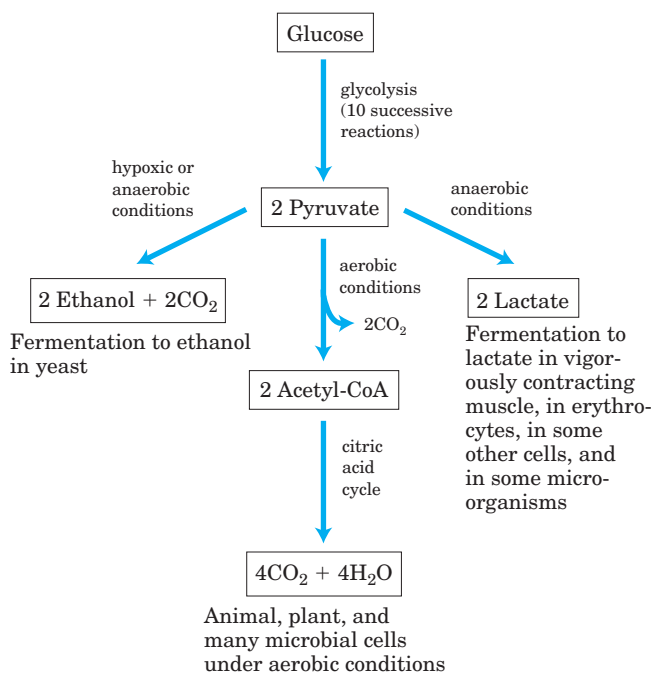 Glucose
glycolysis
(10 successive
reactions)
hypoxic or
anaerobic
conditions
2 Pyruvate
anaerobic
conditions
2 Ethanol + 2CO₂
Fermentation to ethanol
in yeast
aerobic
conditions
2CO₂
2 Lactate
Fermentation to
lactate in vigor-
ously contracting
muscle, in erythro-
cytes, in some
other cells, and
in some micro-
organisms
2 Acetyl-CoA
citric
acid
cycle
4CO₂ + 4H₂O
Animal, plant, and
many microbial cells
under aerobic conditions